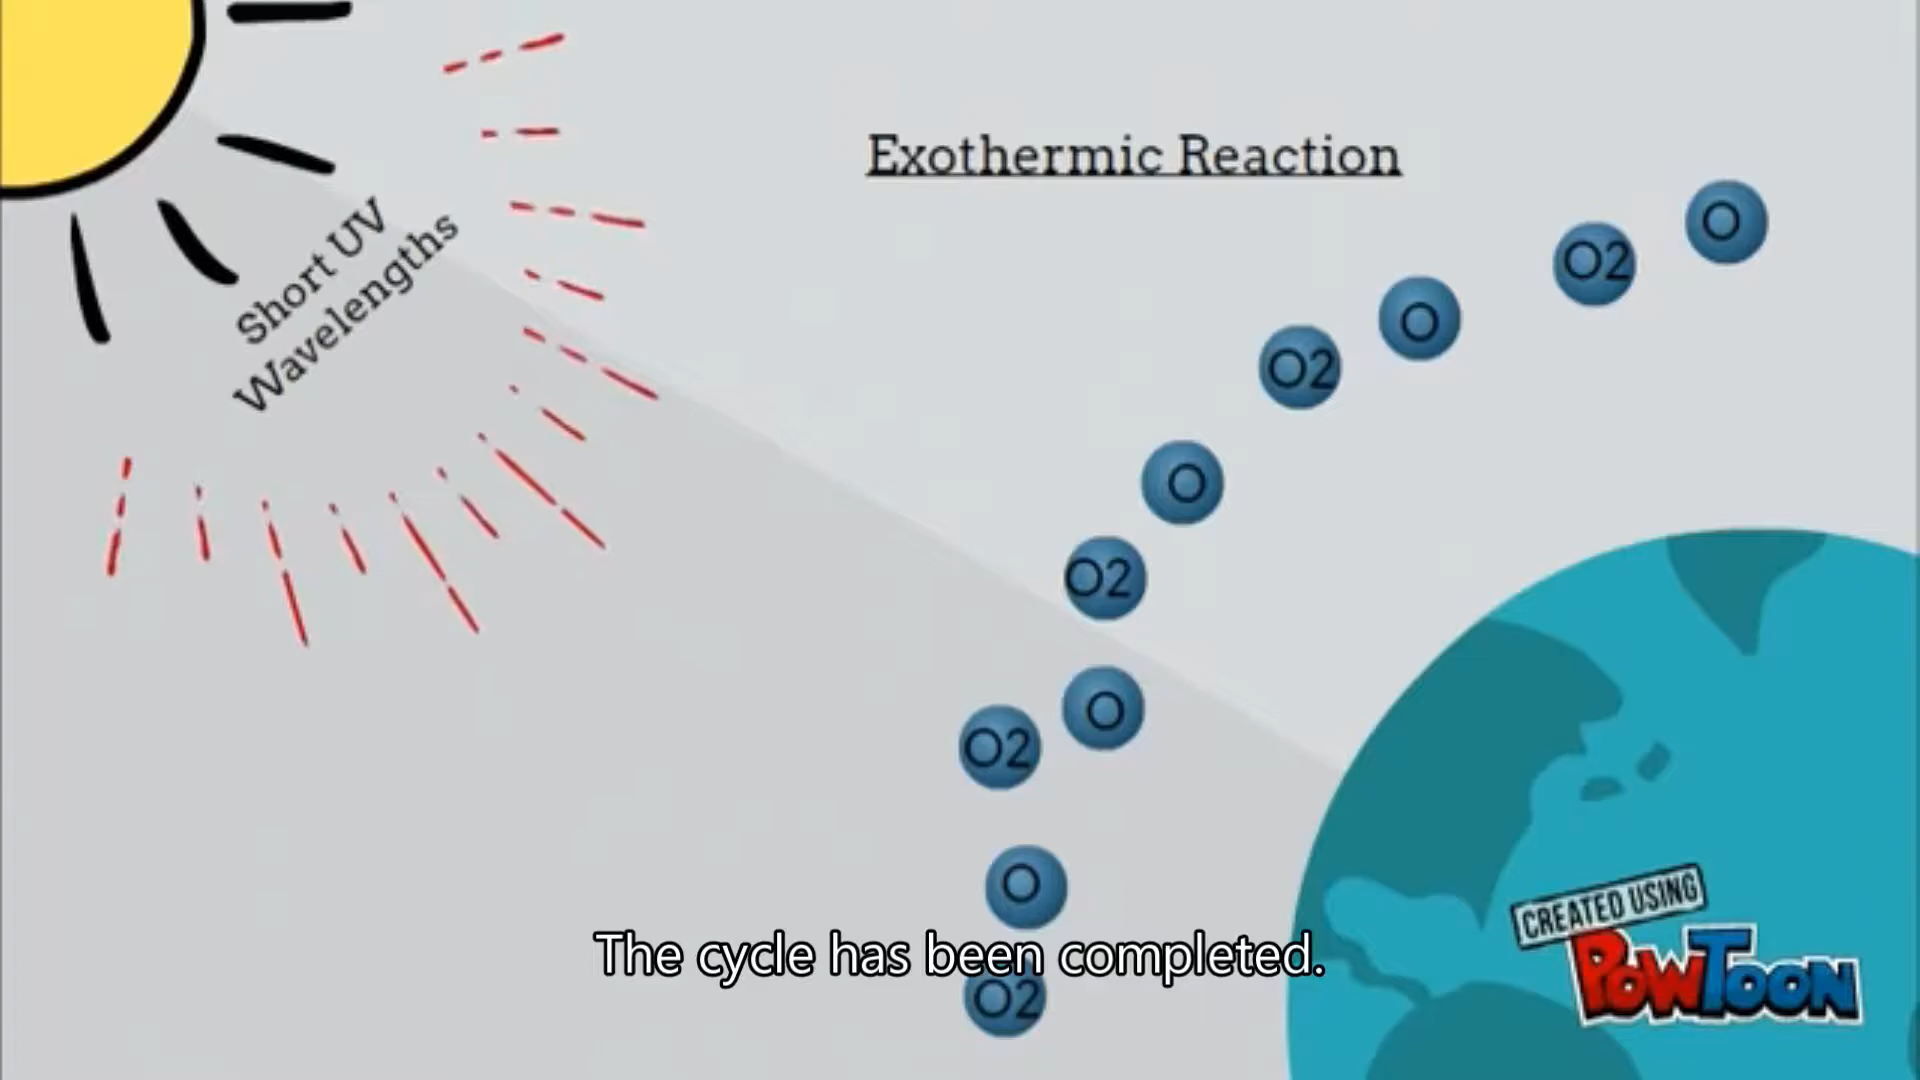 Exothermic Reaction
Short UV
Wavelengths
O
O2
O
O2
O
O2
O
O2
O
O2
The cycle has been completed.
CREATED USING
POWTOON